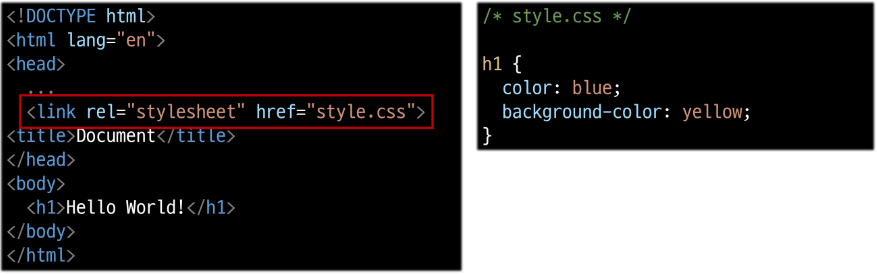 <!DOCTYPE html>
<html lang="en">
<head>
...
<link rel="stylesheet" href="style.css">
<title>Document</title>
</head>
<body>
<h1>Hello World!</h1>
</body>
</html>
/* style.css */
h1 {
color: blue;
background-color: yellow;
}